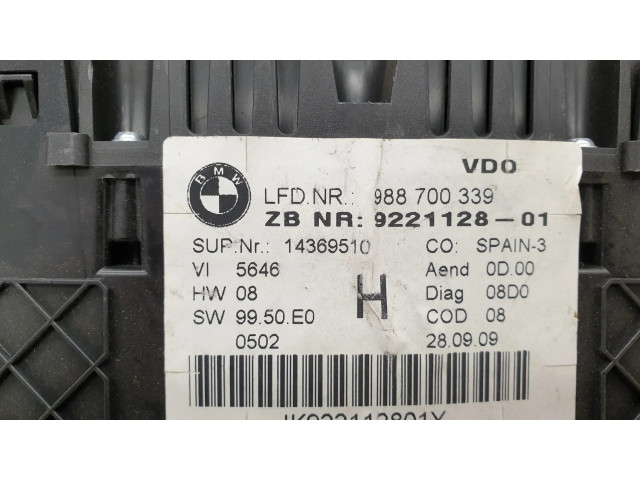 BMW
VDO
LFD.NR.: 988 700 339
ZB NR: 9221128-01
SUP.Nr.: 14369510 CO: SPAIN-3
VI 5646 Aend 0D.00
HW 08 H Diag 08D0
SW 99.50.E0 COD 08
0502 28.09.09